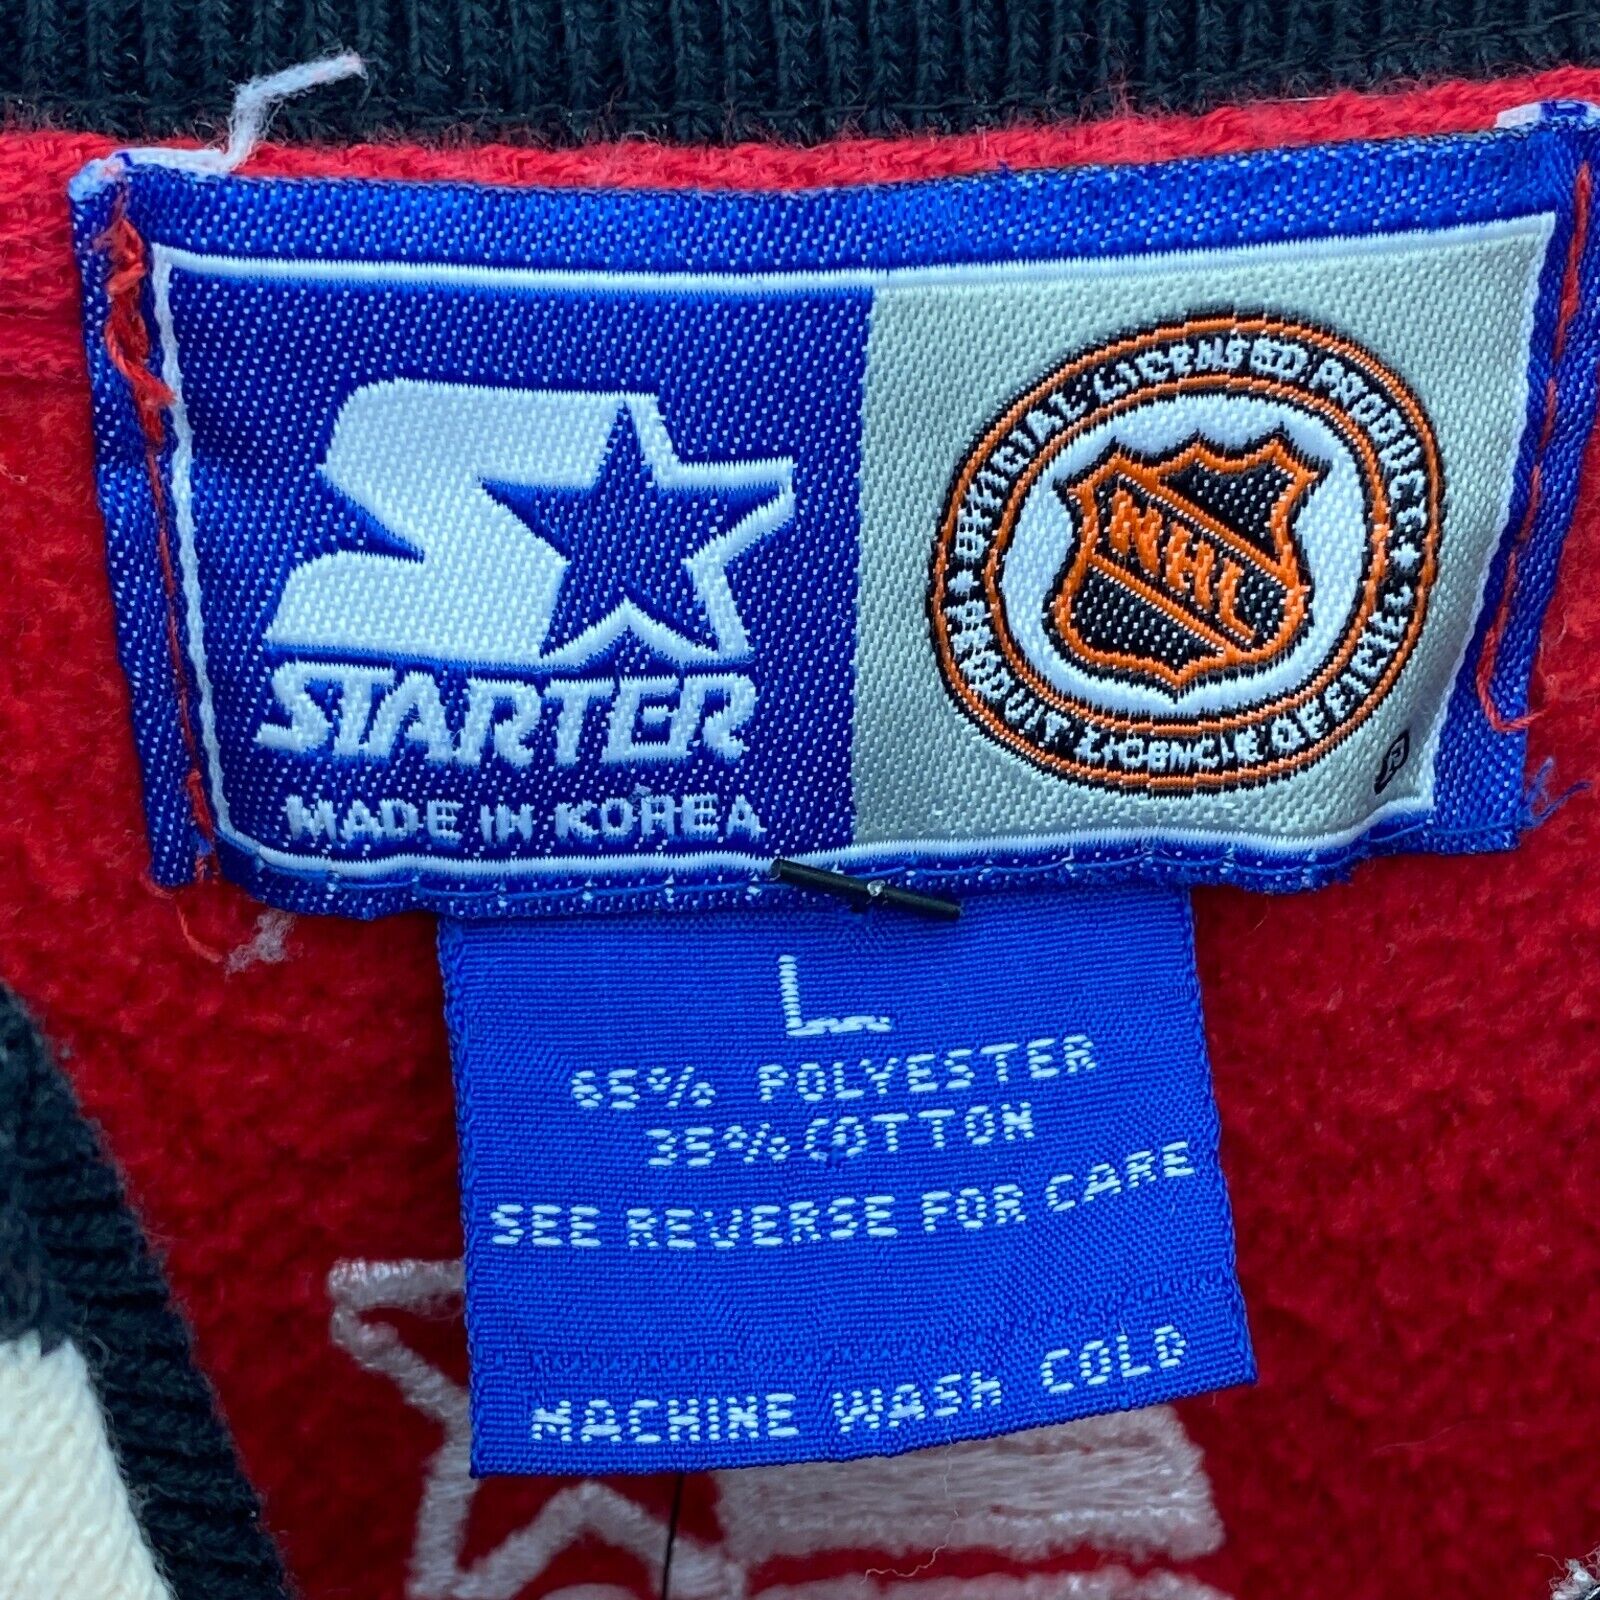 STARTER
MADE IN KOREA
OFFICIAL LICENSED PRODUCT
NHL
PRODUIT LICENCIÉ OFFICIEL
L
65% POLYESTER
35% COTTON
SEE REVERSE FOR CARE
MACHINE WASH COLD